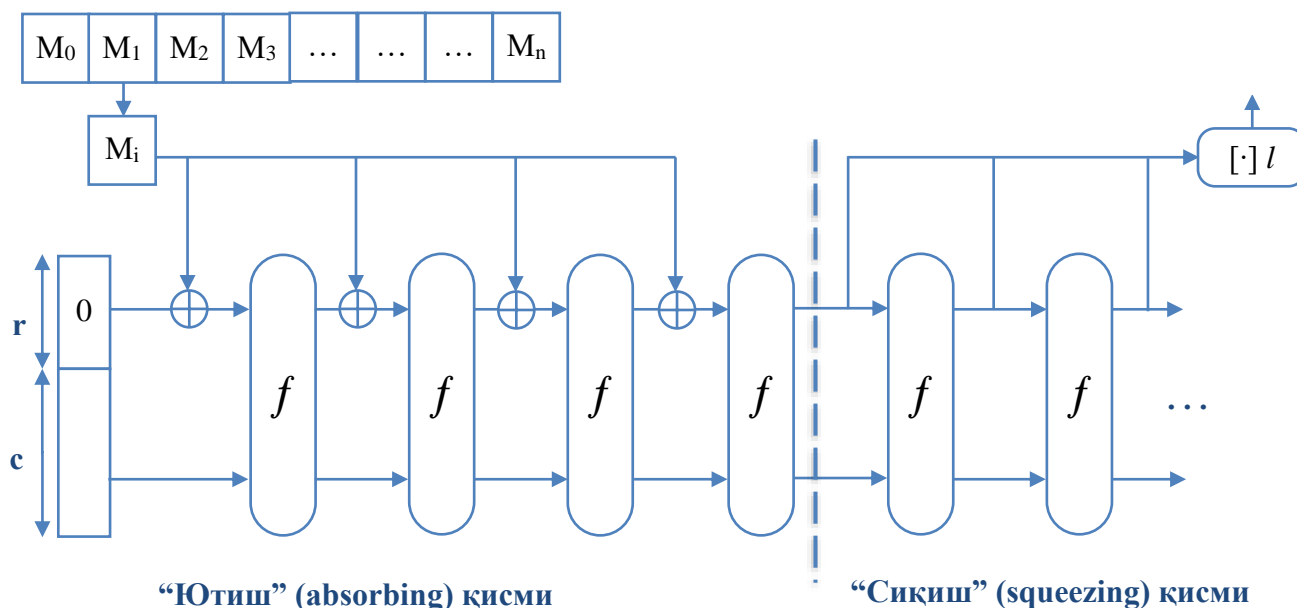 M0 M1 M2 M3 … … … Mn
Mi
[·] l
0
r
f f f f f f …
c
“Ютиш” (absorbing) қисми
“Сиқиш” (squeezing) қисми